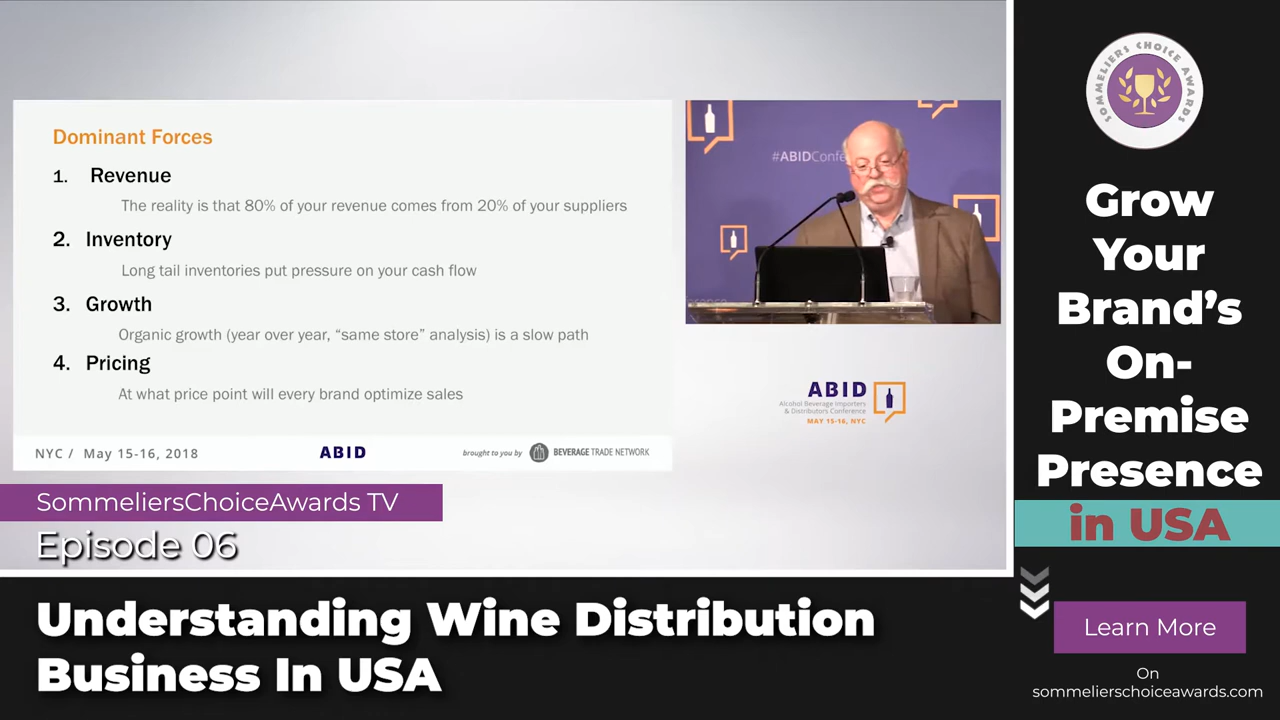 Dominant Forces
1. Revenue
The reality is that 80% of your revenue comes from 20% of your suppliers
2. Inventory
Long tail inventories put pressure on your cash flow
3. Growth
Organic growth (year over year, “same store” analysis) is a slow path
4. Pricing
At what price point will every brand optimize sales
NYC / May 15-16, 2018
ABID
brought to you by BEVERAGE TRADE NETWORK
#ABIDConfe
ABID
Alcohol Beverage Importers
& Distributors Conference
MAY 15-16, NYC
SommeliersChoiceAwards TV
Episode 06
Understanding Wine Distribution
Business In USA
SOMMELIERS CHOICE AWARDS
Grow
Your
Brand’s
On-
Premise
Presence
in USA
Learn More
On
sommelierschoiceawards.com